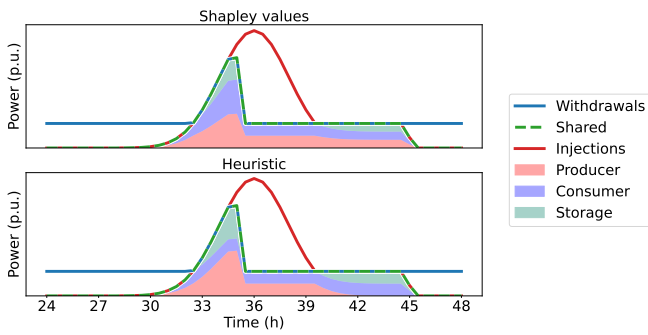 Shapley values
Power (p.u.)
Heuristic
Power (p.u.)
24 27 30 33 36 39 42 45 48
Time (h)
Withdrawals
Shared
Injections
Producer
Consumer
Storage